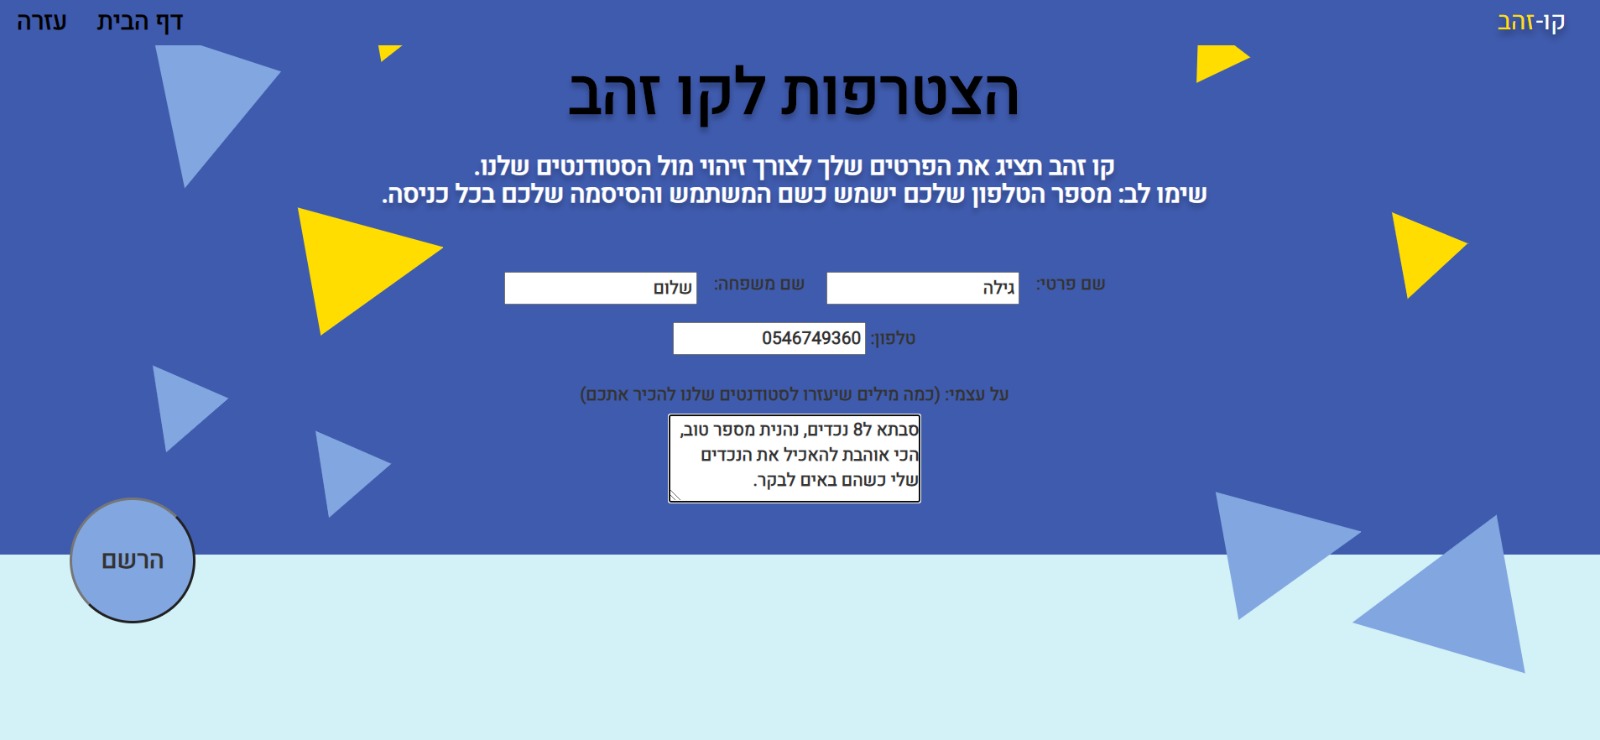 קו-זהב
דף הבית
עזרה
הצטרפות לקו זהב
קו זהב תציג את הפרטים שלך לצורך זיהוי מול הסטודנטים שלנו.
שימו לב: מספר הטלפון שלכם ישמש כשם המשתמש והסיסמה שלכם בכל כניסה.
שם פרטי: גילה שם משפחה: שלום
טלפון: 0546749360
על עצמי: (כמה מילים שיעזרו לסטודנטים שלנו להכיר אתכם)
סבתא ל8 נכדים, נהנית מספר טוב,
הכי אוהבת להאכיל את הנכדים
שלי כשהם באים לבקר.
הרשם